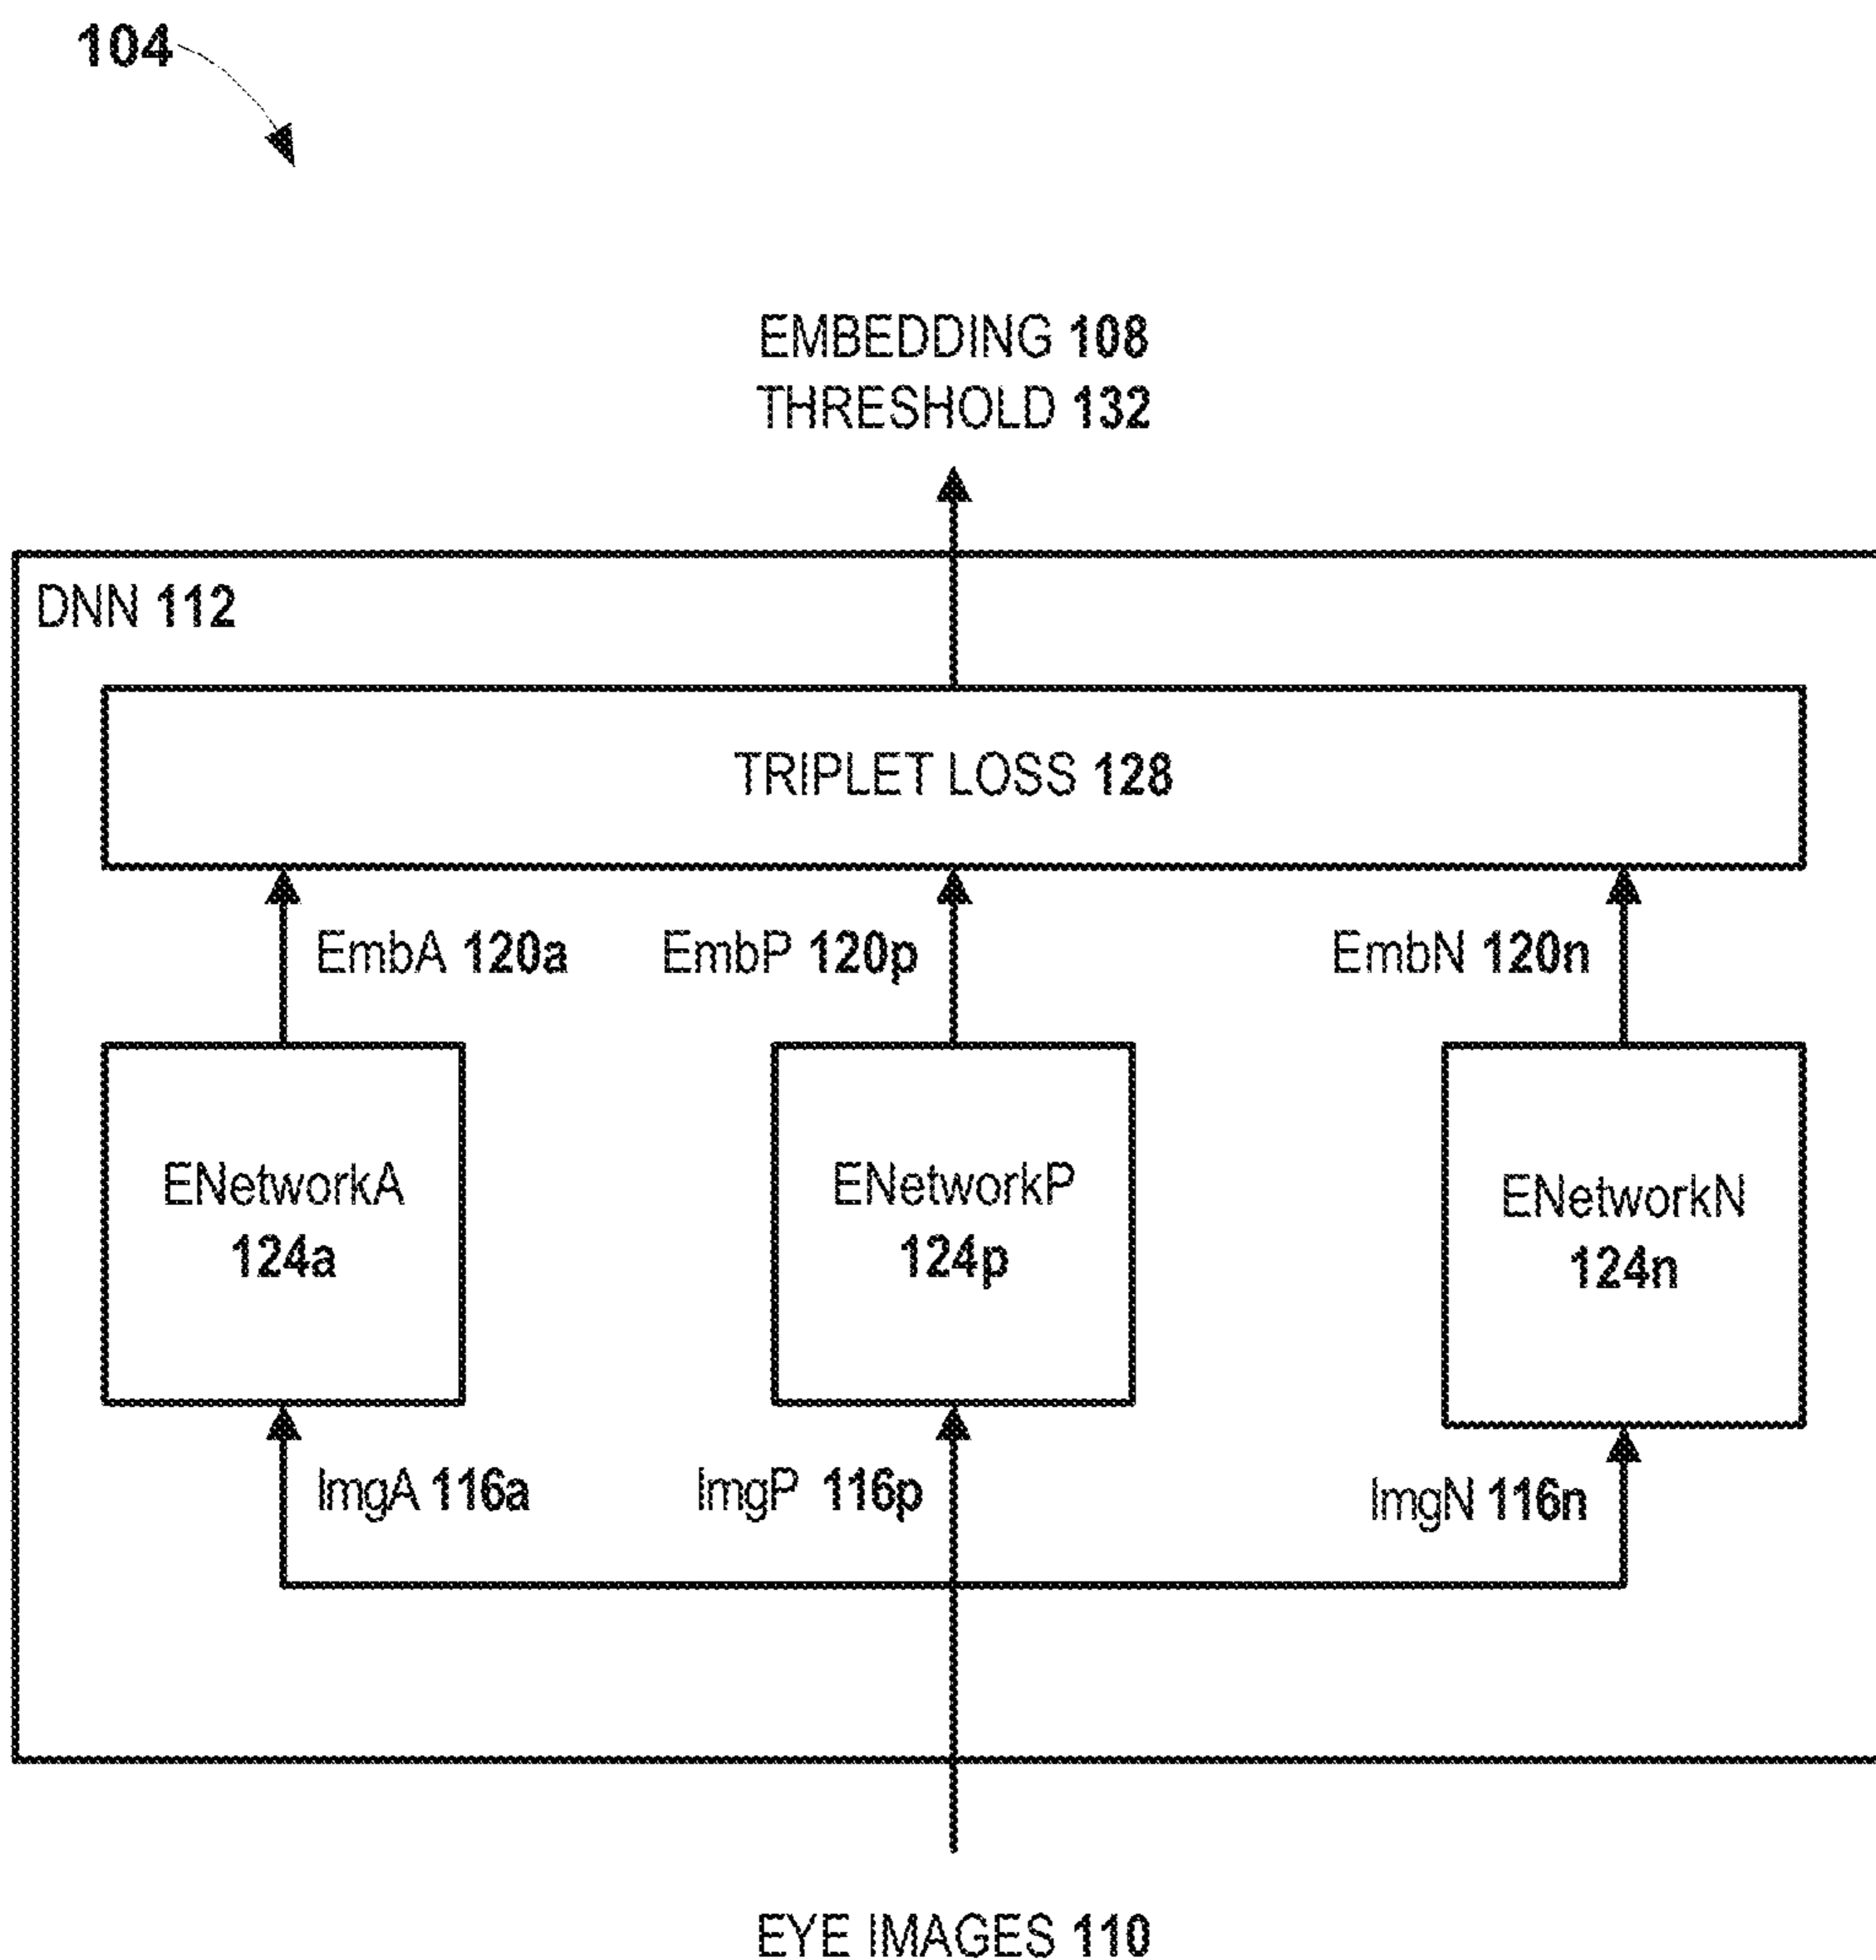 104
EMBEDDING 108
THRESHOLD 132
DNN 112
TRIPLET LOSS 128
EmbA 120a
EmbP 120p
EmbN 120n
ENetworkA
124a
ENetworkP
124p
ENetworkN
124n
ImgA 116a
ImgP 116p
ImgN 116n
EYE IMAGES 110